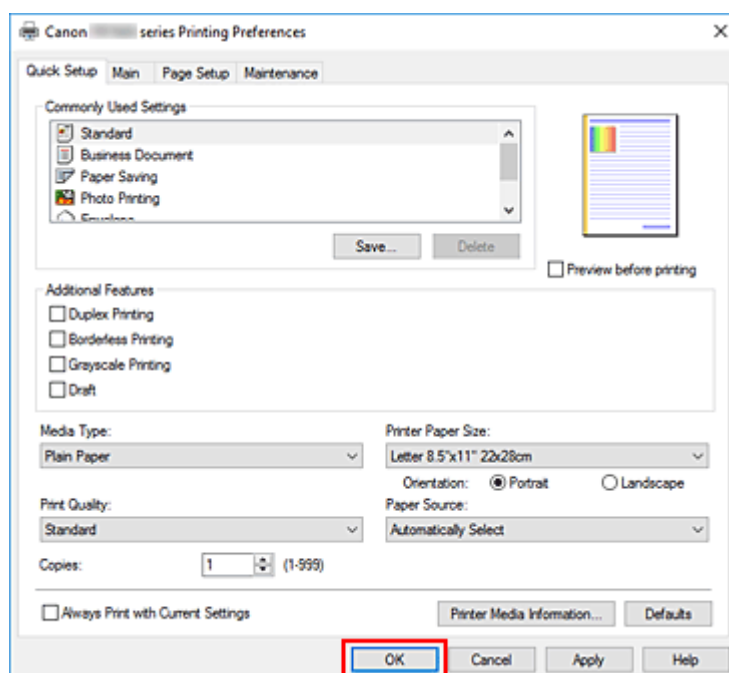 Canon series Printing Preferences
Quick Setup Main Page Setup Maintenance
Commonly Used Settings
Standard
Business Document
Paper Saving
Photo Printing
Envelope
Save... Delete
Preview before printing
Additional Features
Duplex Printing
Borderless Printing
Grayscale Printing
Draft
Media Type: Printer Paper Size:
Plain Paper Letter 8.5"x11" 22x28cm
Orientation: Portrait Landscape
Print Quality: Paper Source:
Standard Automatically Select
Copies: 1 (1-999)
Always Print with Current Settings Printer Media Information... Defaults
OK Cancel Apply Help